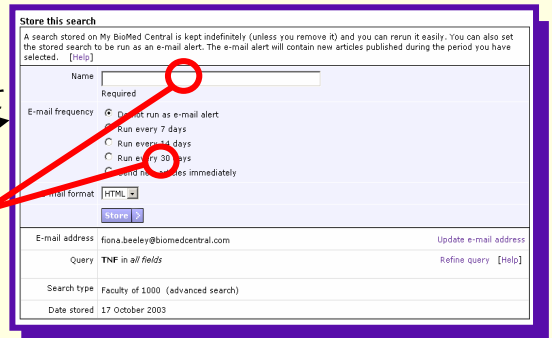 Store this search
A search stored on My BioMed Central is kept indefinitely (unless you remove it) and you can rerun it easily. You can also set
the stored search to be run as an e-mail alert. The e-mail alert will contain new articles published during the period you have
selected. [Help]
Name
Required
E-mail frequency
Do not run as e-mail alert
Run every 7 days
Run every 14 days
Run every 30 days
Send new articles immediately
E-mail format HTML
Store
E-mail address fiona.beeley@biomedcentral.com Update e-mail address
Query TNF in all fields Refine query [Help]
Search type Faculty of 1000 (advanced search)
Date stored 17 October 2003